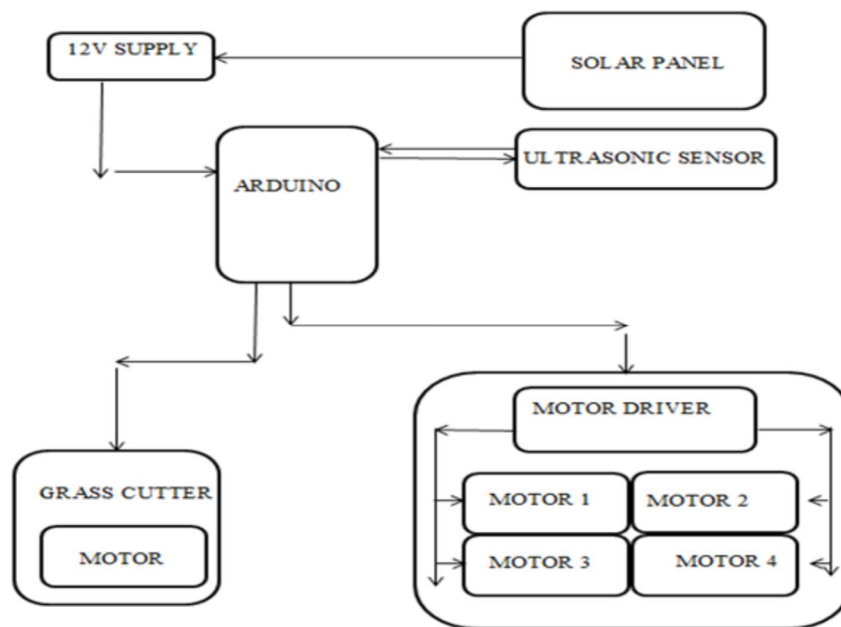 12V SUPPLY
SOLAR PANEL
ULTRASONIC SENSOR
ARDUINO
MOTOR DRIVER
GRASS CUTTER
MOTOR
MOTOR 1
MOTOR 2
MOTOR 3
MOTOR 4